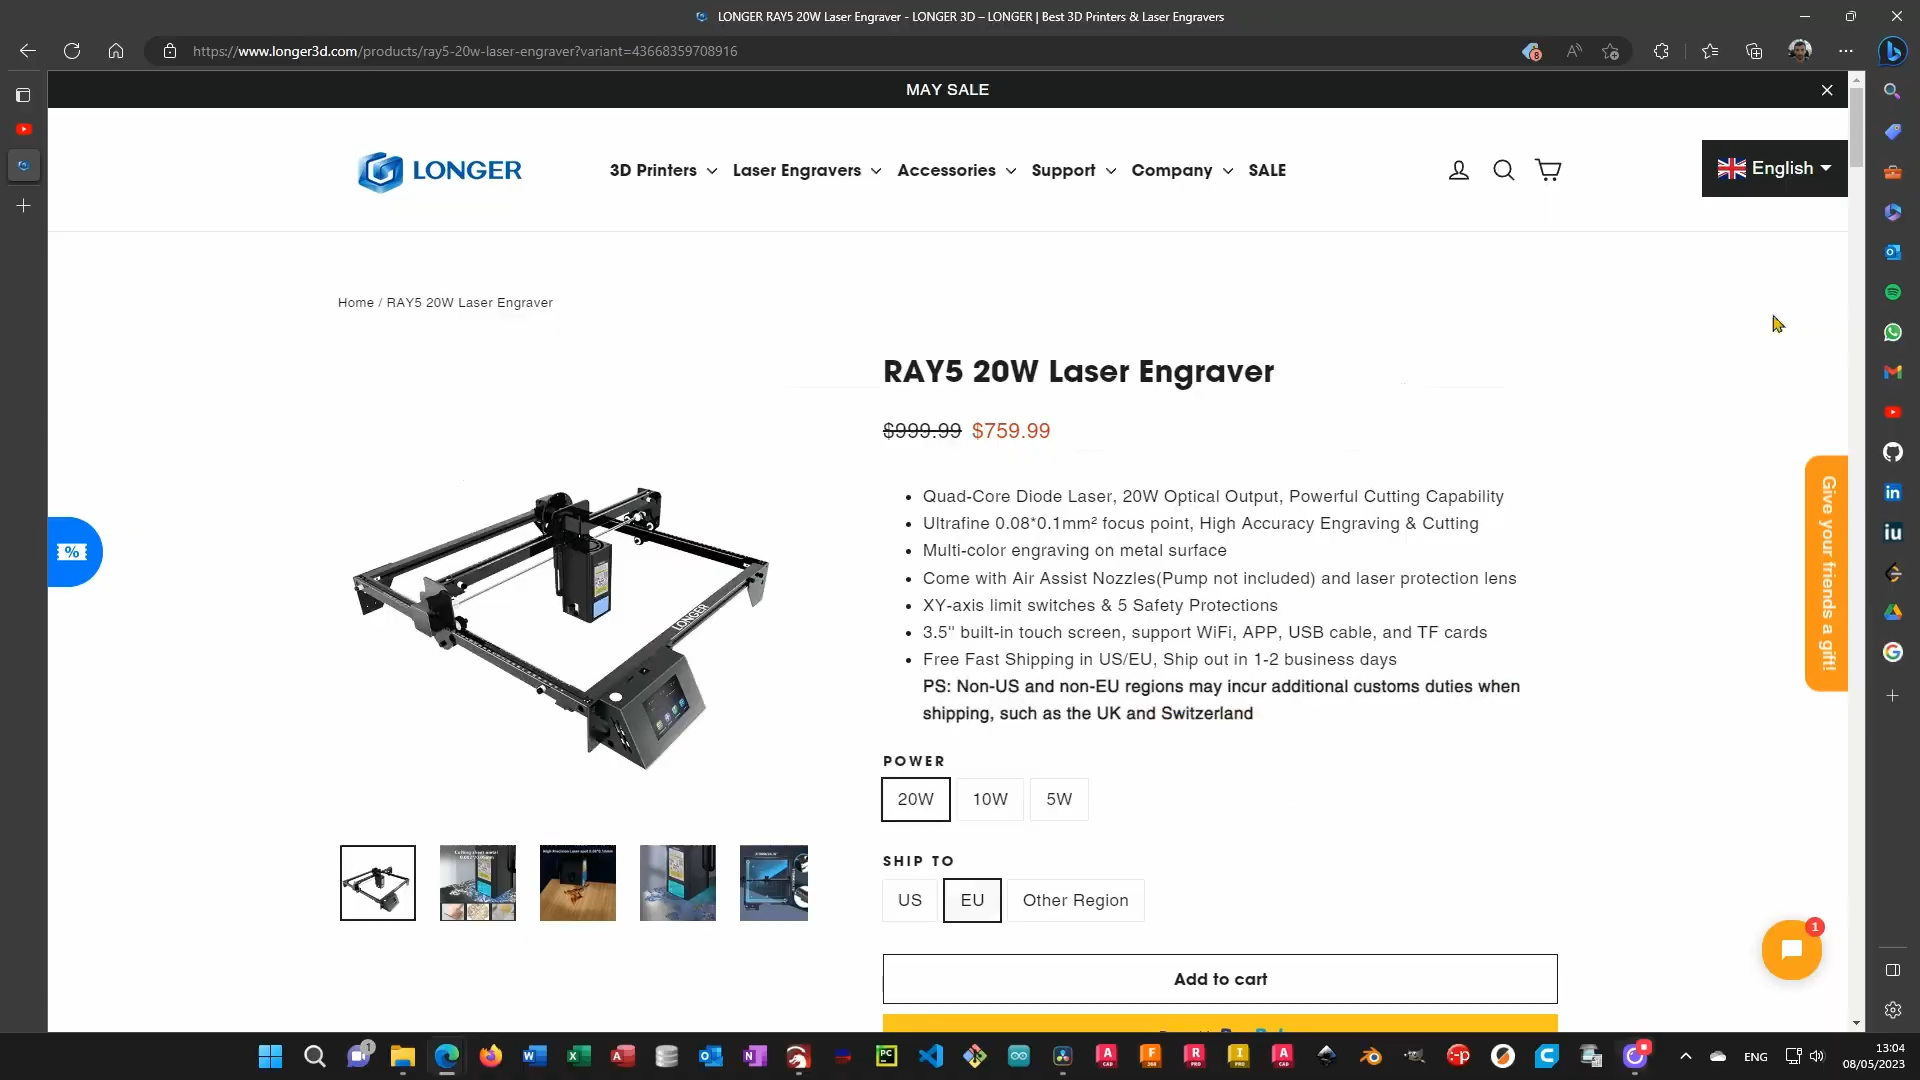 LONGER RAY5 20W Laser Engraver - LONGER 3D – LONGER | Best 3D Printers & Laser Engravers
https://www.longer3d.com/products/ray5-20w-laser-engraver?variant=43668359708916
8
MAY SALE
LONGER
3D Printers
Laser Engravers
Accessories
Support
Company
SALE
English
Home / RAY5 20W Laser Engraver
RAY5 20W Laser Engraver
$999.99 $759.99
Quad-Core Diode Laser, 20W Optical Output, Powerful Cutting Capability
Ultrafine 0.08*0.1mm² focus point, High Accuracy Engraving & Cutting
Multi-color engraving on metal surface
Come with Air Assist Nozzles(Pump not included) and laser protection lens
XY-axis limit switches & 5 Safety Protections
3.5" built-in touch screen, support WiFi, APP, USB cable, and TF cards
Free Fast Shipping in US/EU, Ship out in 1-2 business days
PS: Non-US and non-EU regions may incur additional customs duties when
shipping, such as the UK and Switzerland
LONGER
%
Give your friends a gift!
POWER
20W
10W
5W
SHIP TO
US
EU
Other Region
1
Add to cart
1
ENG
13:04
08/05/2023